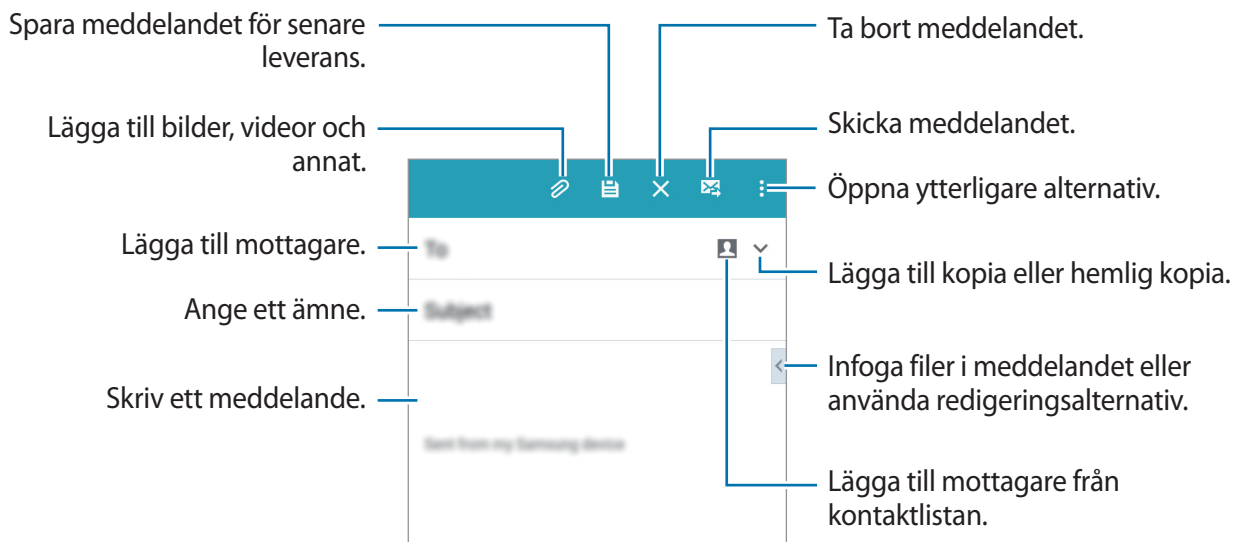 Spara meddelandet för senare
leverans.
Lägga till bilder, videor och
annat.
Lägga till mottagare.
Ange ett ämne.
Skriv ett meddelande.
Ta bort meddelandet.
Skicka meddelandet.
Öppna ytterligare alternativ.
Lägga till kopia eller hemlig kopia.
Infoga filer i meddelandet eller
använda redigeringsalternativ.
Lägga till mottagare från
kontaktlistan.
To
Subject
Sent from my Samsung device